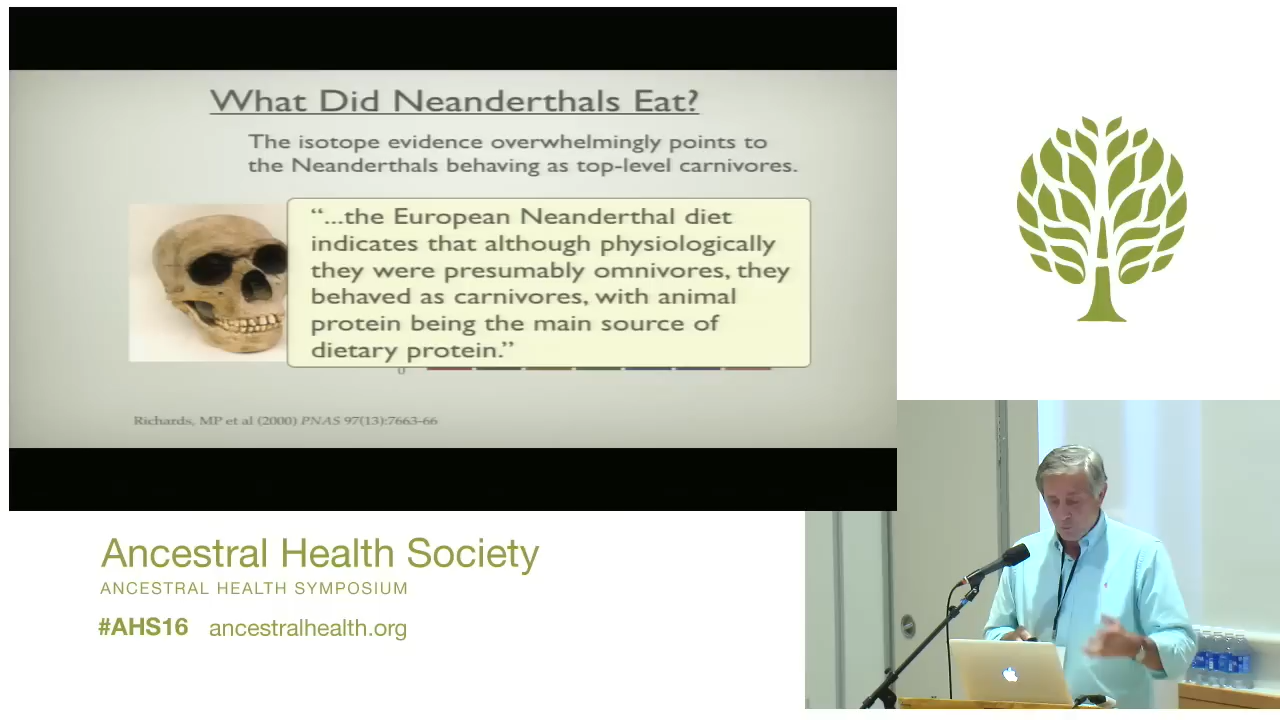 What Did Neanderthals Eat?
The isotope evidence overwhelmingly points to
the Neanderthals behaving as top-level carnivores.
“...the European Neanderthal diet
indicates that although physiologically
they were presumably omnivores, they
behaved as carnivores, with animal
protein being the main source of
dietary protein.”
0
Richards, MP et al (2000) PNAS 97(13):7663-66
Ancestral Health Society
ANCESTRAL HEALTH SYMPOSIUM
#AHS16 ancestralhealth.org